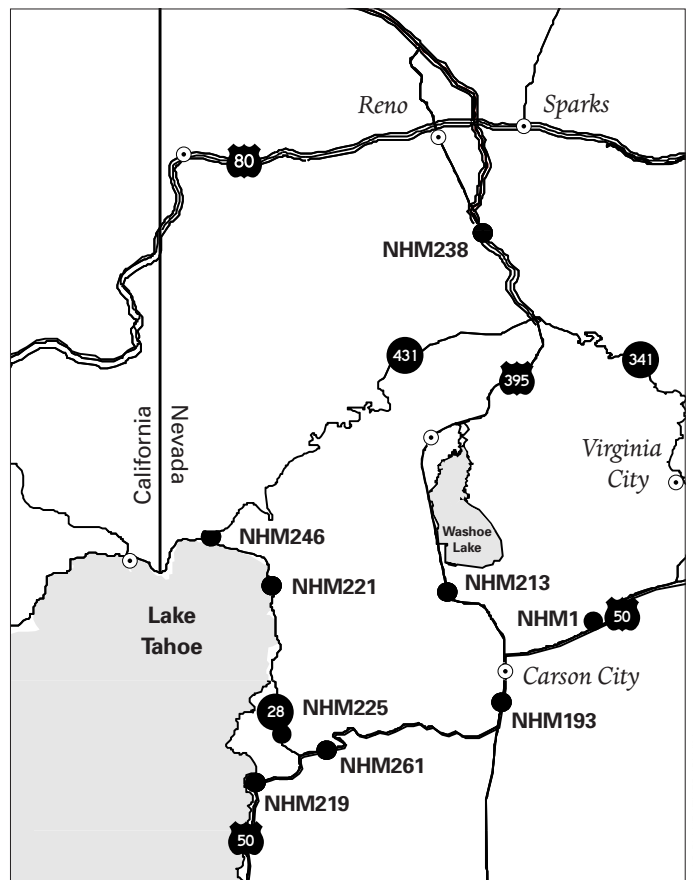 Reno
Sparks
80
NHM238
431
341
395
California
Nevada
Virginia
City
Washoe
Lake
NHM246
NHM221
NHM213
NHM1
50
Lake
Tahoe
Carson City
28
NHM225
NHM193
NHM261
NHM219
50